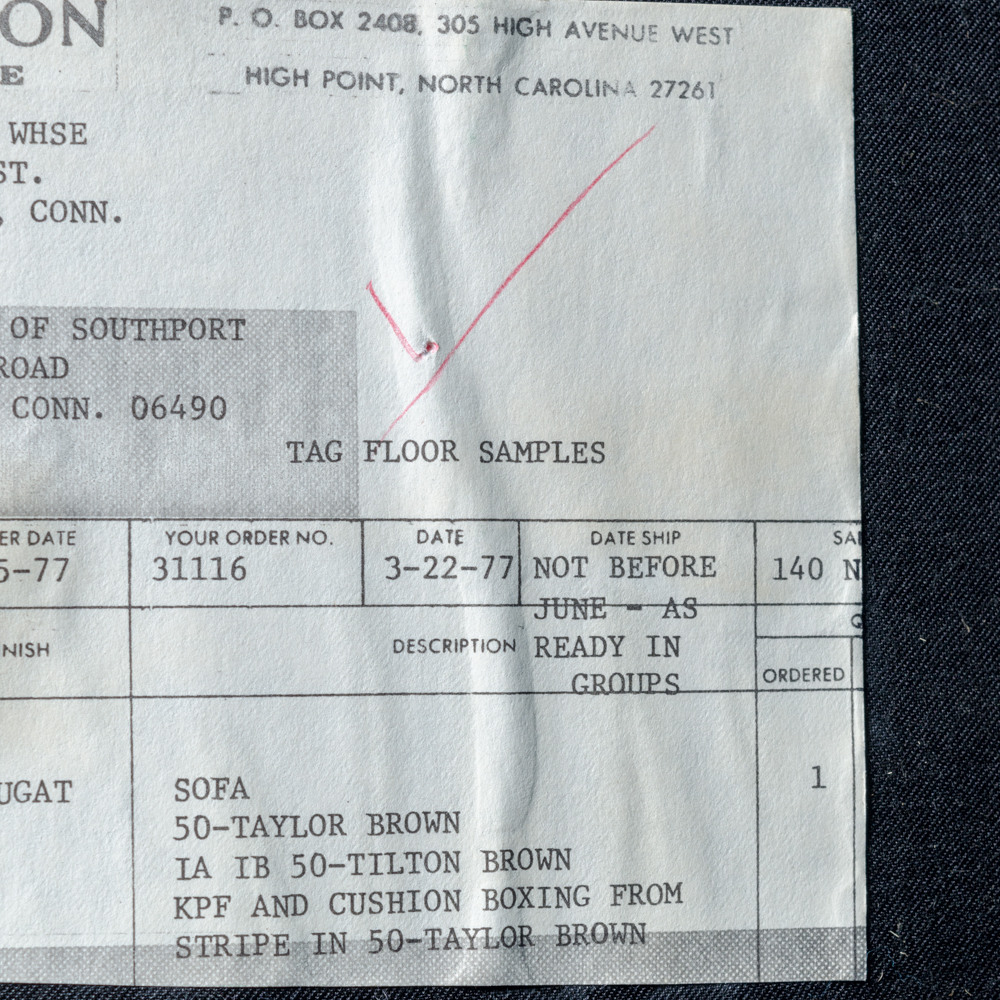 ON
P. O. BOX 2408, 305 HIGH AVENUE WEST
E
HIGH POINT, NORTH CAROLINA 27261
WHSE
ST.
, CONN.
OF SOUTHPORT
ROAD
CONN. 06490
TAG FLOOR SAMPLES
ER DATE YOUR ORDER NO. DATE DATE SHIP SA
5-77 31116 3-22-77 NOT BEFORE 140 N
JUNE - AS
NISH DESCRIPTION READY IN
GROUPS ORDERED
UGAT SOFA 1
50-TAYLOR BROWN
IA IB 50-TILTON BROWN
KPF AND CUSHION BOXING FROM
STRIPE IN 50-TAYLOR BROWN